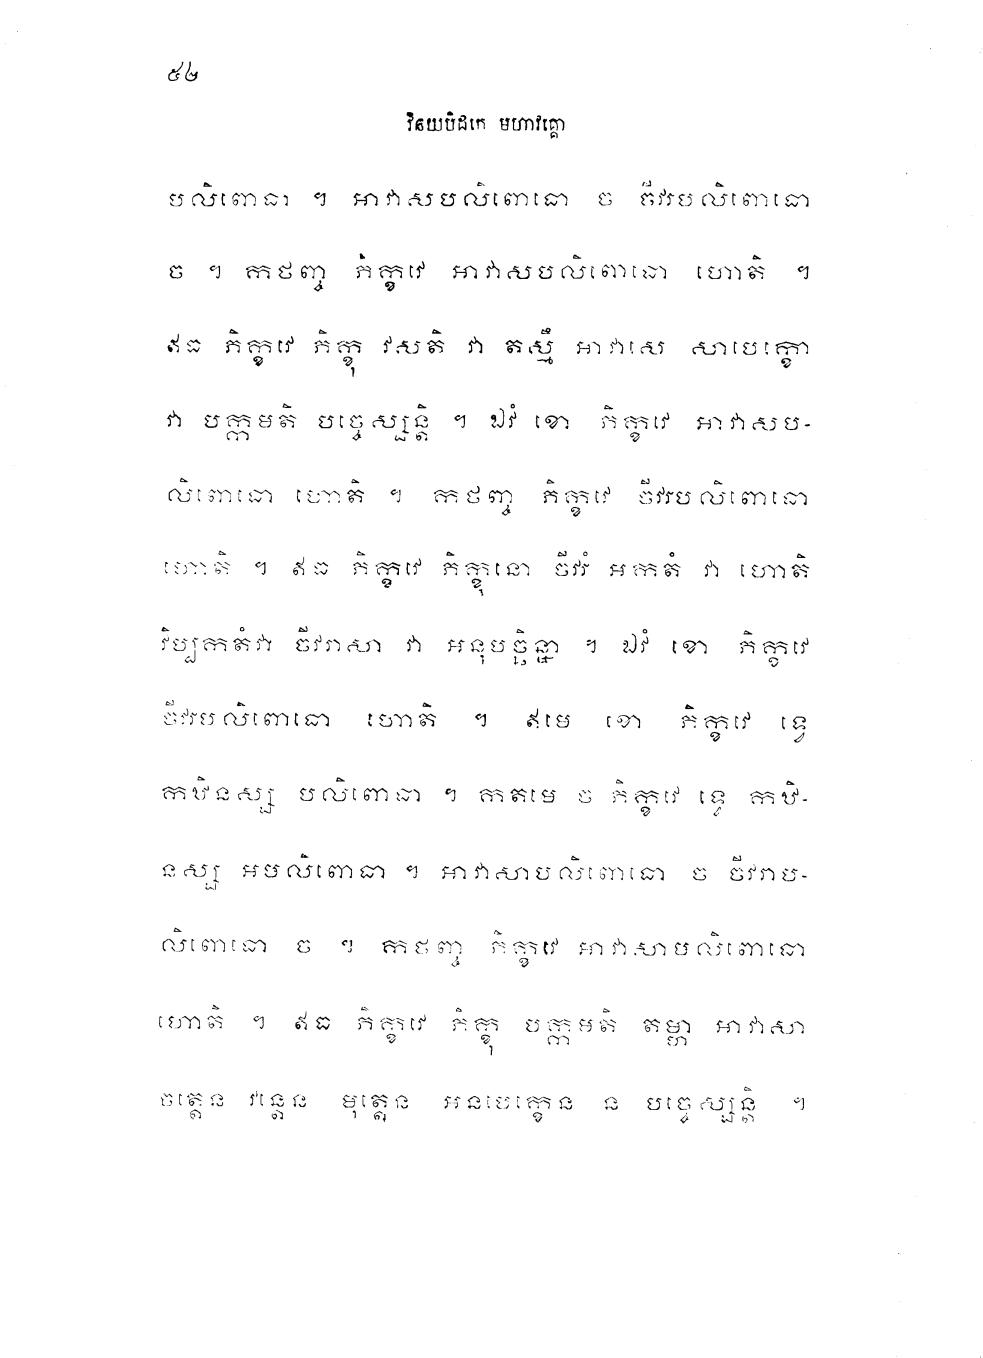 ៥២
វិនយបិដកេ មហាវគ្គោ
បលិពោធា ។ អាវាសបលិពោធោ ច ចីវរបលិពោធោ
ច ។ កថញ្ច ភិក្ខវេ អាវាសបលិពោធោ ហោតិ ។
ឥធ ភិក្ខវេ ភិក្ខុ វសតិ វា តស្មឹ អាវាសេ សាបេក្ខោ
វា បក្កមតិ បច្ចេស្សន្តិ ។ ឯវំ ខោ ភិក្ខវេ អាវាសប-
លិពោធោ ហោតិ ។ កថញ្ច ភិក្ខវេ ចីវរបលិពោធោ
ហោតិ ។ ឥធ ភិក្ខវេ ភិក្ខុនោ ចីវរំ អកតំ វា ហោតិ
វិប្បកតំវា ចីវរាសា វា អនុបច្ឆិន្នា ។ ឯវំ ខោ ភិក្ខវេ
ចីវរបលិពោធោ ហោតិ ។ ឥមេ ខោ ភិក្ខវេ ទ្វេ
កឋិនស្ស បលិពោធា ។ កតមេ ច ភិក្ខវេ ទ្វេ កឋិ-
នស្ស អបលិពោធា ។ អាវាសាបលិពោធោ ច ចីវរាប-
លិពោធោ ច ។ កថញ្ច ភិក្ខវេ អាវាសាបលិពោធោ
ហោតិ ។ ឥធ ភិក្ខវេ ភិក្ខុ បក្កមតិ តម្ហា អាវាសា
ចត្តេន វន្តេន មុត្តេន អនបេក្ខេន ន បច្ចេស្សន្តិ ។